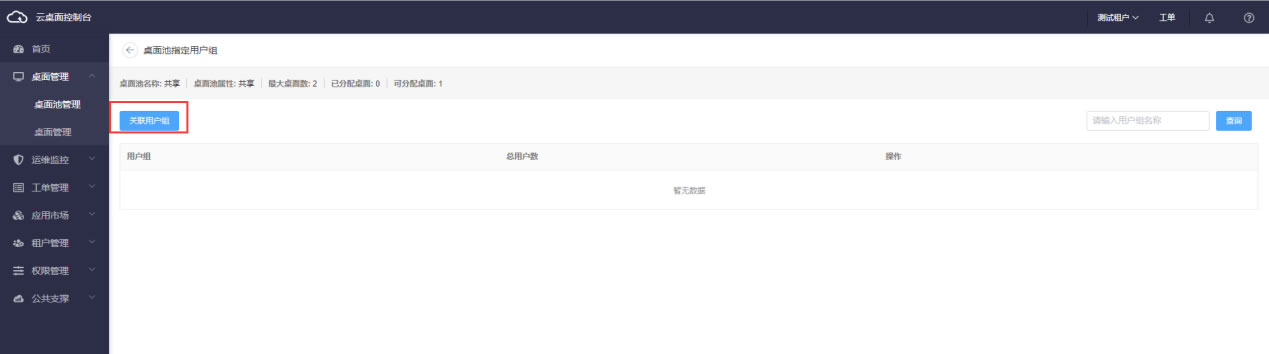 云桌面控制台
测试租户 工单
首页
桌面管理
桌面池管理
桌面管理
运维监控
工单管理
应用市场
租户管理
权限管理
公共支撑
桌面池指定用户组
桌面池名称: 共享 桌面池属性: 共享 最大桌面数: 2 已分配桌面: 0 可分配桌面: 1
关联用户组 请输入用户组名称 查询
用户组 总用户数 操作
暂无数据